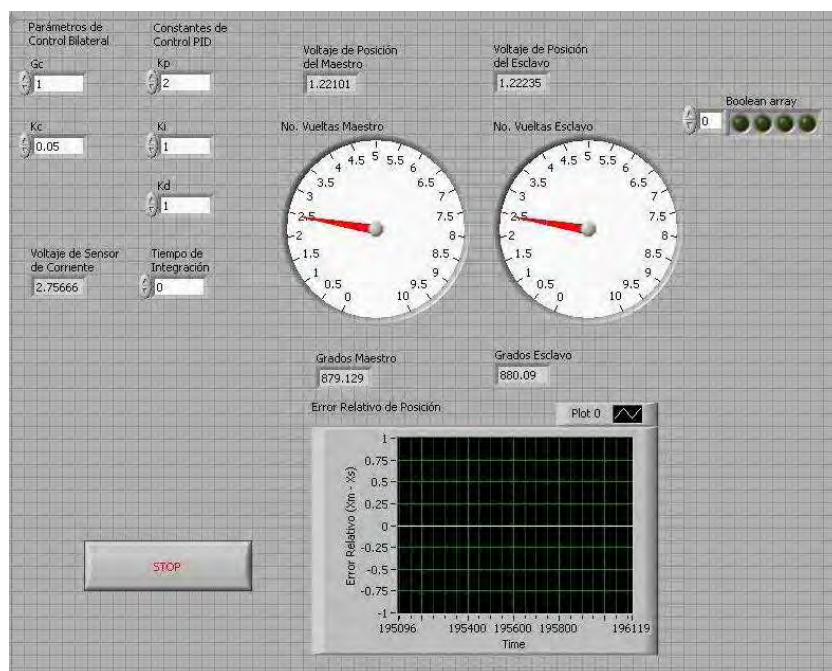 Parámetros de
Control Bilateral
Gc
1
Kc
0.05
Voltaje de Sensor
de Corriente
2.75666
Constantes de
Control PID
Kp
2
Ki
1
Kd
1
Tiempo de
Integración
0
Voltaje de Posición
del Maestro
1.22101
Voltaje de Posición
del Esclavo
1.22235
Boolean array
0
No. Vueltas Maestro
0
0.5
1
1.5
2
2.5
3
3.5
4
4.5
5
5.5
6
6.5
7
7.5
8
8.5
9
9.5
10
No. Vueltas Esclavo
0
0.5
1
1.5
2
2.5
3
3.5
4
4.5
5
5.5
6
6.5
7
7.5
8
8.5
9
9.5
10
Grados Maestro
879.129
Grados Esclavo
880.09
Error Relativo de Posición
Plot 0
Error Relativo (Xm - Xs)
1
0.75
0.5
0.25
0
-0.25
-0.5
-0.75
-1
195096 195400 195600 195800 196119
Time
STOP